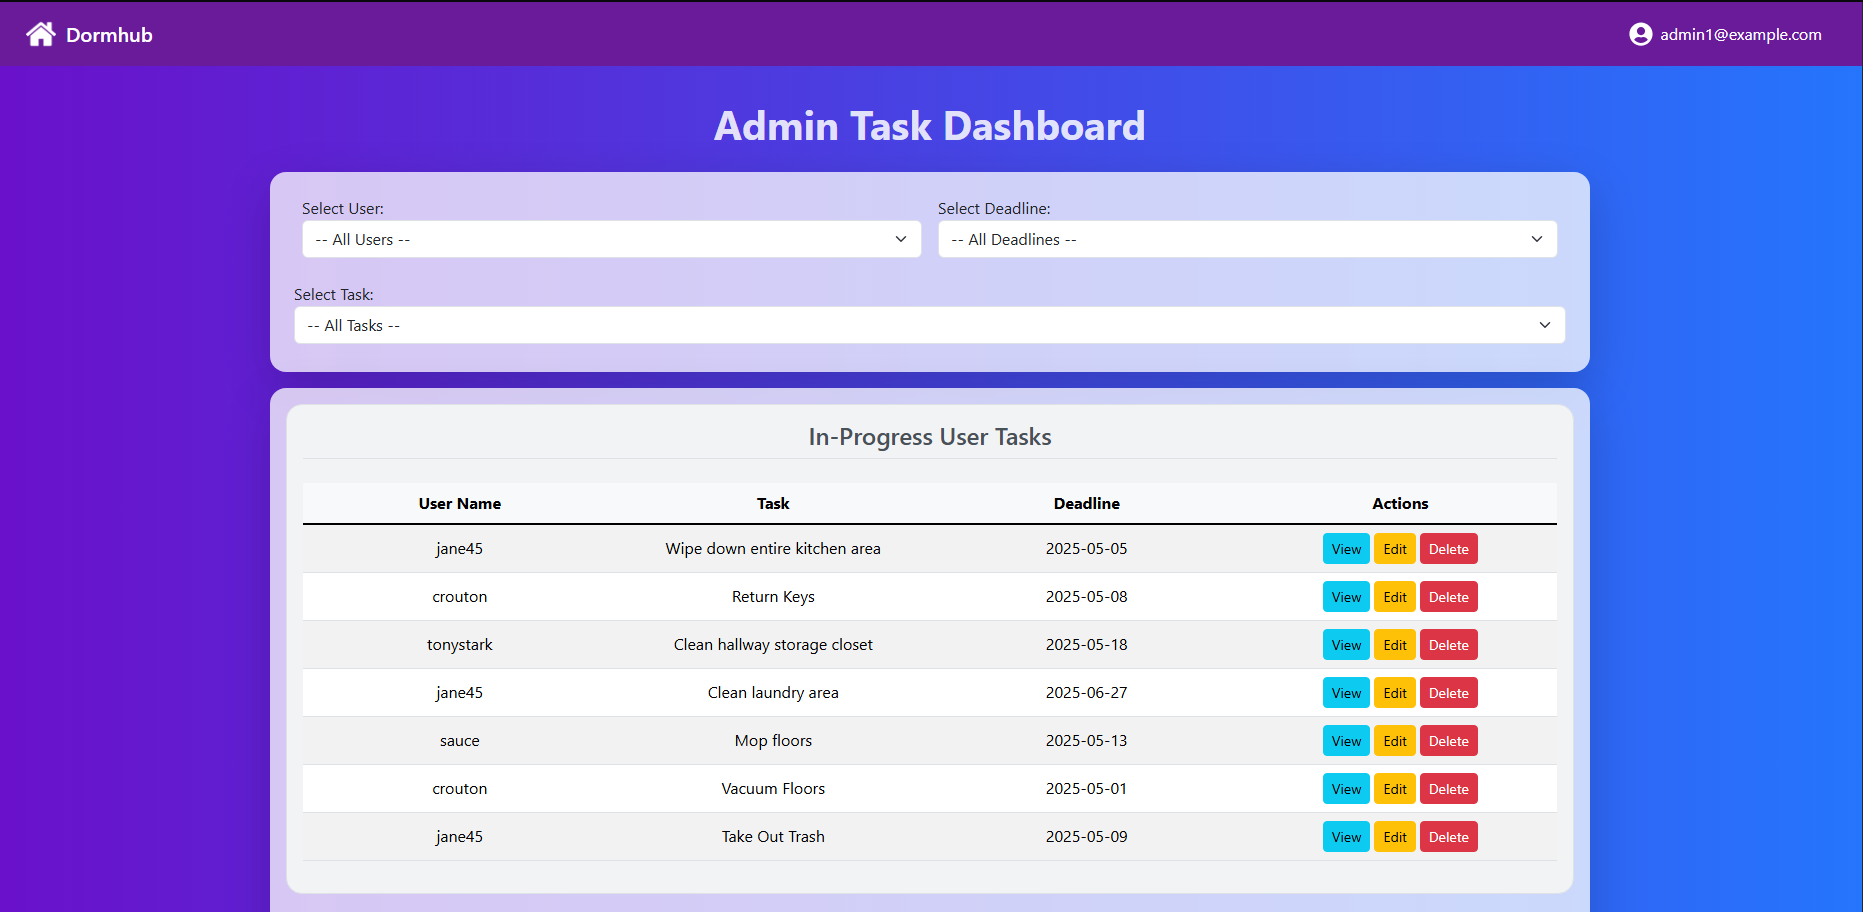 Dormhub admin1@example.com
Admin Task Dashboard
Select User: Select Deadline:
-- All Users -- -- All Deadlines --
Select Task:
-- All Tasks --
In-Progress User Tasks
User Name Task Deadline Actions
jane45 Wipe down entire kitchen area 2025-05-05 View Edit Delete
crouton Return Keys 2025-05-08 View Edit Delete
tonystark Clean hallway storage closet 2025-05-18 View Edit Delete
jane45 Clean laundry area 2025-06-27 View Edit Delete
sauce Mop floors 2025-05-13 View Edit Delete
crouton Vacuum Floors 2025-05-01 View Edit Delete
jane45 Take Out Trash 2025-05-09 View Edit Delete